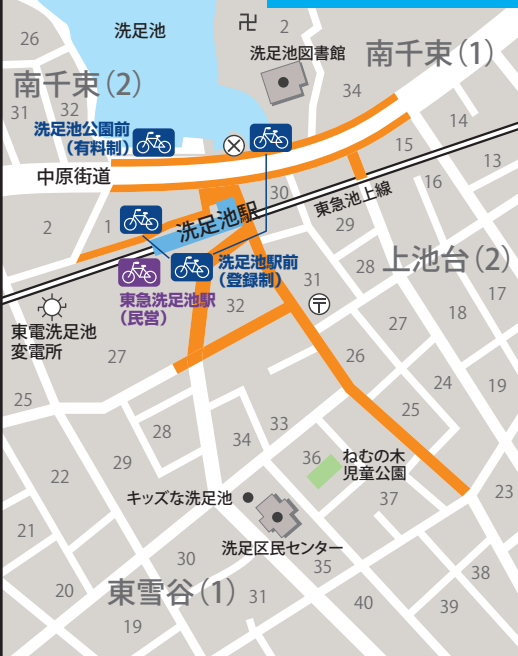 洗足池
卍
2
26
洗足池図書館
南千束(1)
南千束(2)
34
31
32
14
洗足池公園前
(有料制)
15
13
中原街道
16
30
東急池上線
1
2
洗足池駅
29
上池台(2)
28
洗足池駅前
(登録制)
31
17
東急洗足池駅
(民営)
32
18
27
東電洗足池
変電所
27
26
24
19
25
25
33
28
34
36
ねむの木
児童公園
29
22
37
23
キッズな洗足池
21
洗足区民センター
30
35
38
20
東雪谷(1)
31
40
39
19